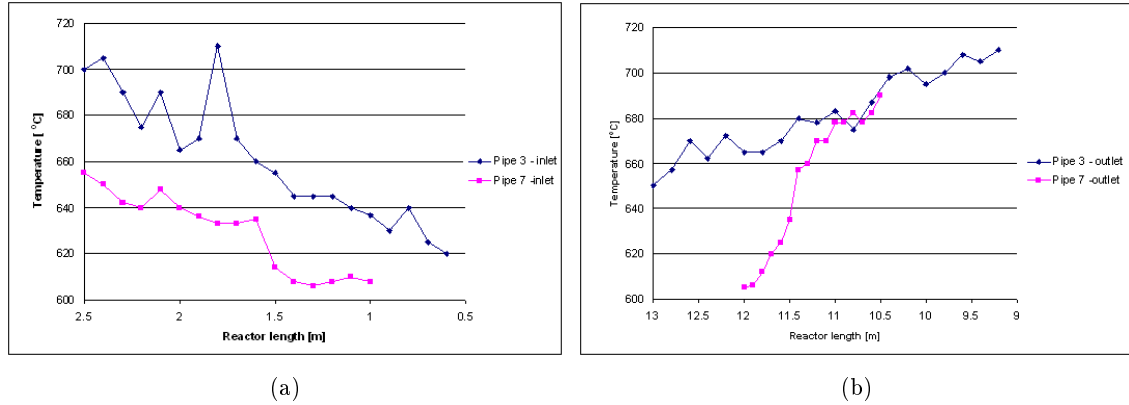 720
700
680
660
640
620
600
Temperature [ °C]
2.5 2 1.5 1 0.5
Reactor length [m]
Pipe 3 - inlet
Pipe 7 -inlet
(a)
720
700
680
660
640
620
600
Temperature [°C]
13 12.5 12 11.5 11 10.5 10 9.5 9
Reactor length [m]
Pipe 3 - outlet
Pipe 7 -outlet
(b)